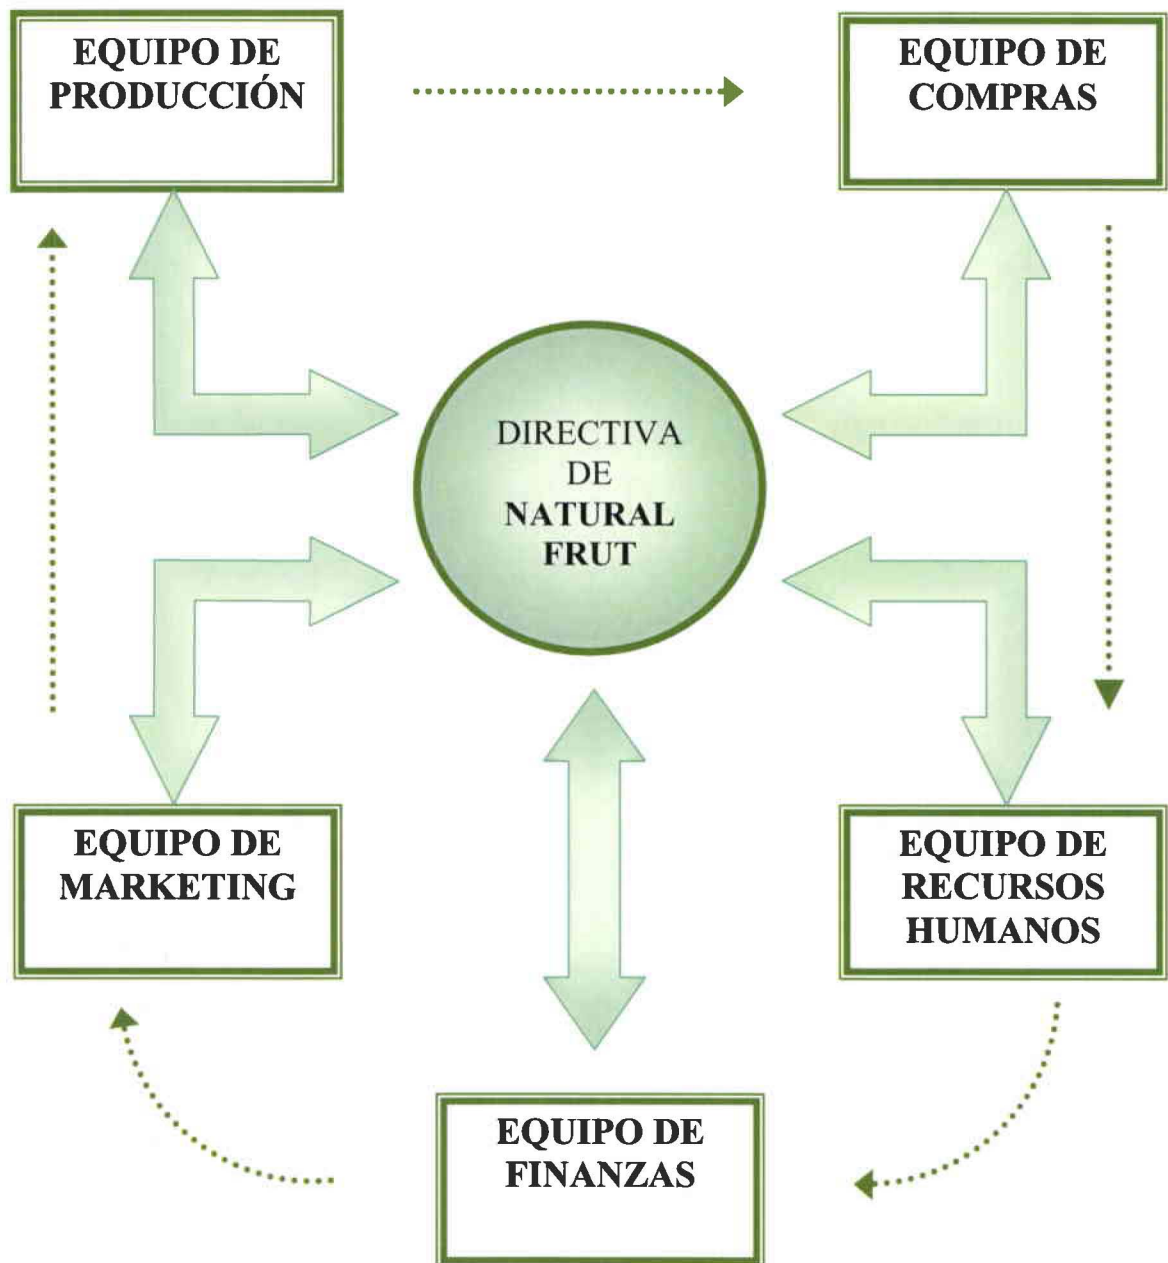 EQUIPO DE
PRODUCCIÓN
EQUIPO DE
COMPRAS
DIRECTIVA
DE
NATURAL
FRUT
EQUIPO DE
MARKETING
EQUIPO DE
RECURSOS
HUMANOS
EQUIPO DE
FINANZAS